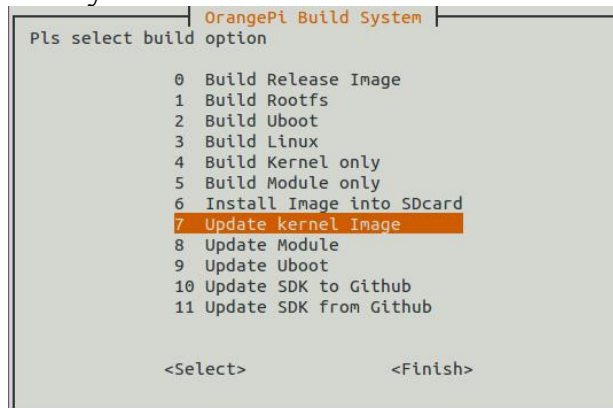 OrangePi Build System
Pls select build option
0 Build Release Image
1 Build Rootfs
2 Build Uboot
3 Build Linux
4 Build Kernel only
5 Build Module only
6 Install Image into SDcard
7 Update kernel Image
8 Update Module
9 Update Uboot
10 Update SDK to Github
11 Update SDK from Github
<Select> <Finish>